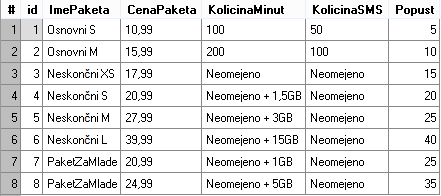 # id ImePaketa CenaPaketa KolicinaMinut KolicinaSMS Popust
1 1 Osnovni S 10,99 100 50 5
2 2 Osnovni M 15,99 200 100 10
3 3 Neskončni XS 17,99 Neomejeno Neomejeno 15
4 4 Neskončni S 20,99 Neomejeno + 1,5GB Neomejeno 20
5 5 Neskončni M 27,99 Neomejeno + 3GB Neomejeno 25
6 6 Neskončni L 39,99 Neomejeno + 15GB Neomejeno 40
7 7 PaketZaMlade 20,99 Neomejeno + 1GB Neomejeno 25
8 8 PaketZaMlade 24,99 Neomejeno + 5GB Neomejeno 35